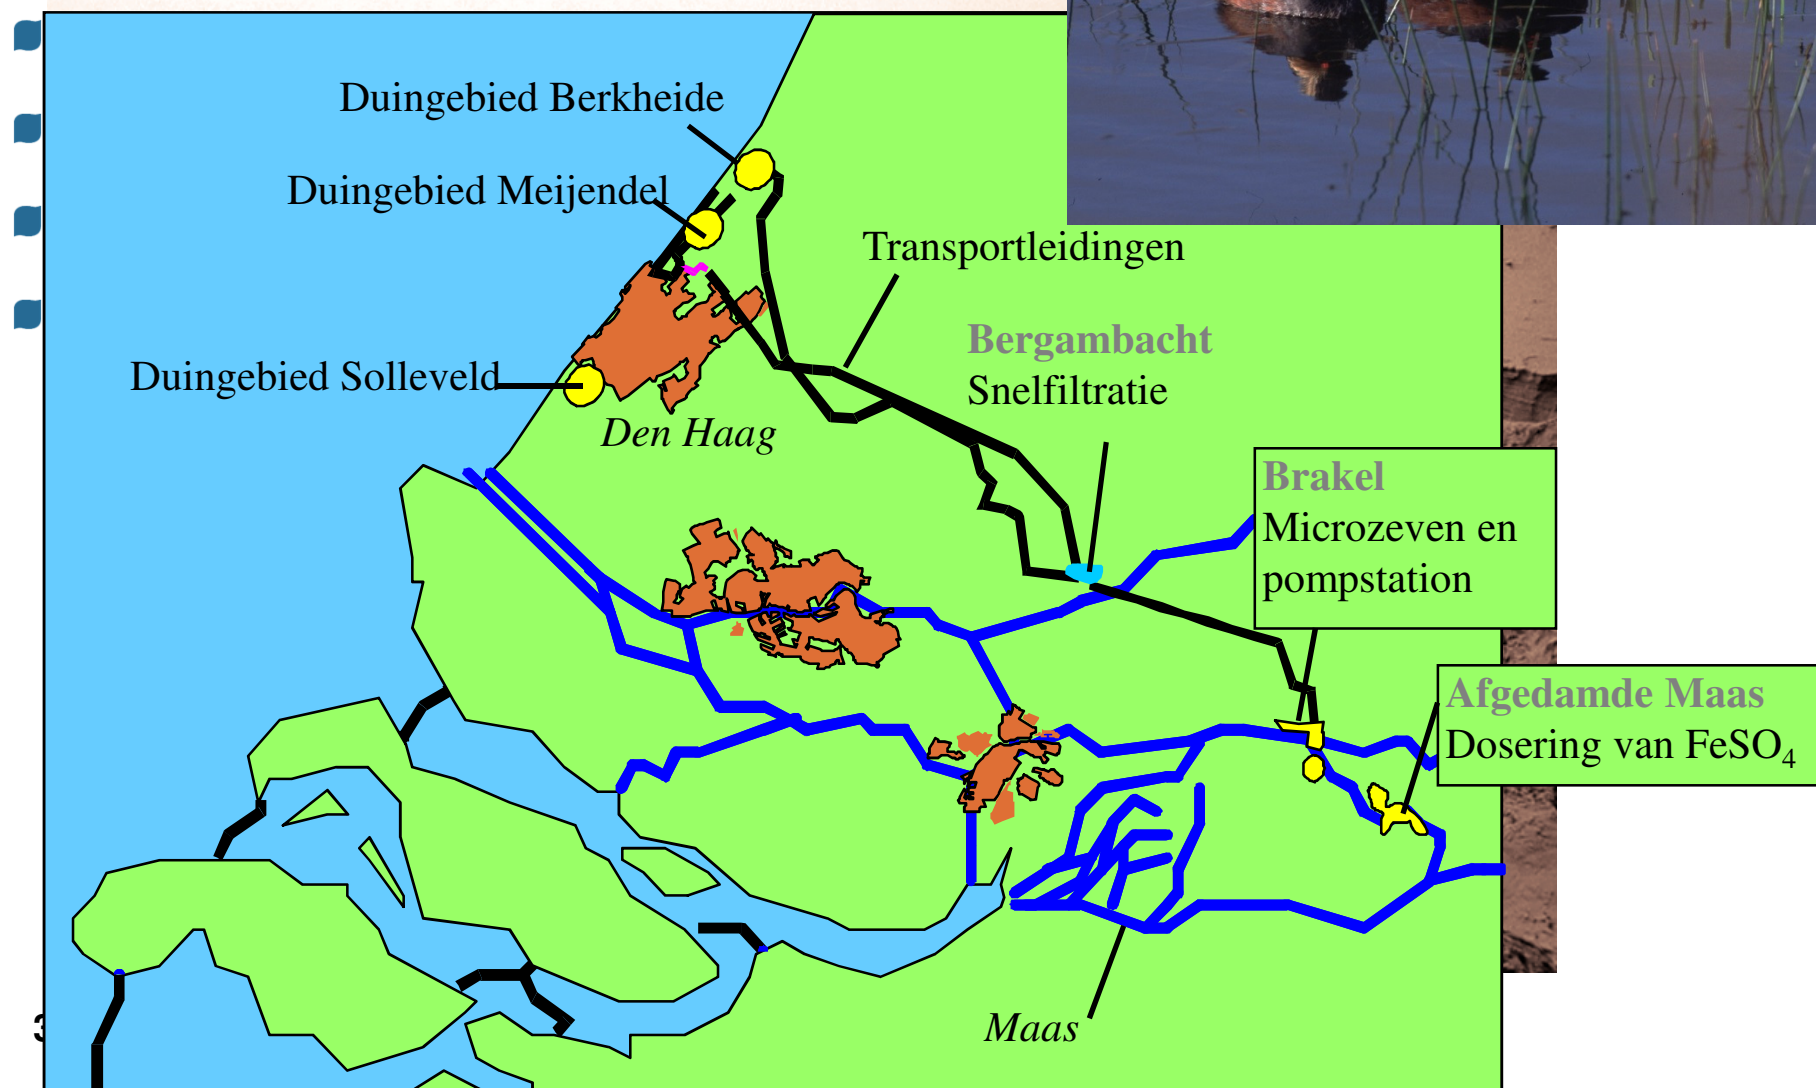 Duingebied Berkheide
Duingebied Meijendel
Transportleidingen
Bergambacht
Snelfiltratie
Duingebied Solleveld
Den Haag
Brakel
Microzeven en
pompstation
Afgedamde Maas
Dosering van FeSO₄
Maas